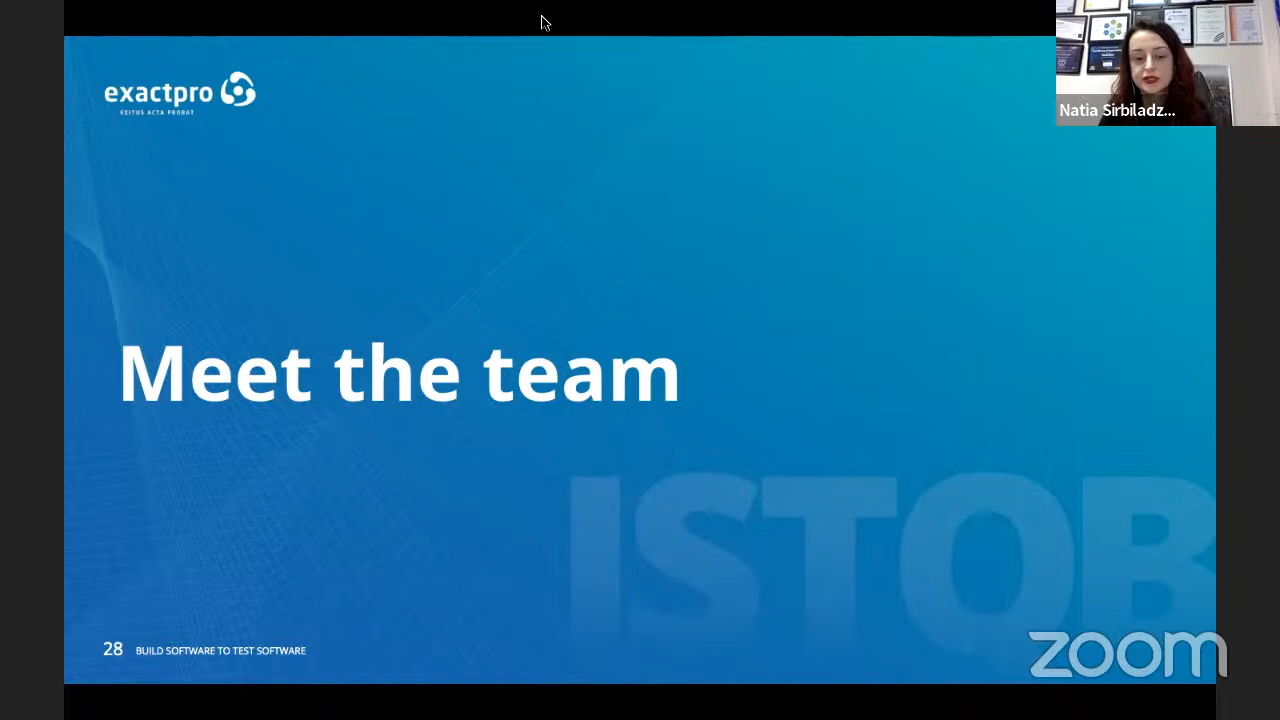 exactpro
EXITUS ACTA PROBAT
Natia Sirbiladz...
Meet the team
ISTQB
28 BUILD SOFTWARE TO TEST SOFTWARE
zoom